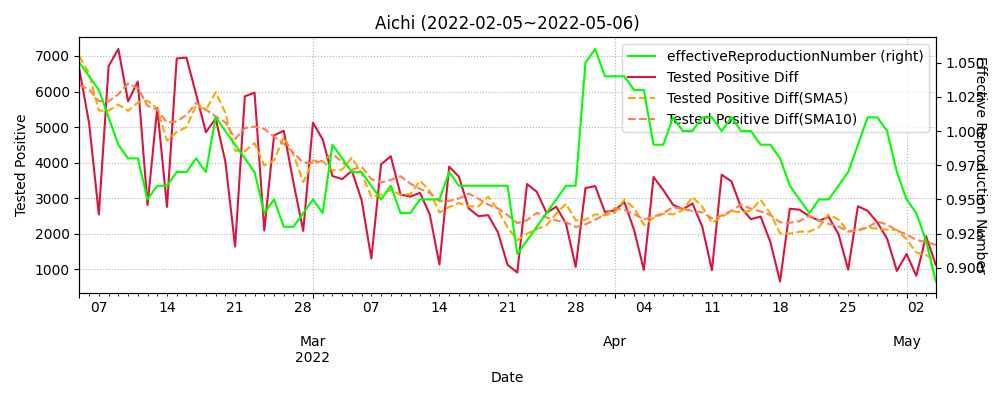 Aichi (2022-02-05~2022-05-06)
effectiveReproductionNumber (right)
Tested Positive Diff
Tested Positive Diff(SMA5)
Tested Positive Diff(SMA10)
Tested Positive
7000
6000
5000
4000
3000
2000
1000
Effective Reproduction Number
1.050
1.025
1.000
0.975
0.950
0.925
0.900
07 14 21 28 07 14 21 28 04 11 18 25 02
Mar Apr May
2022
Date